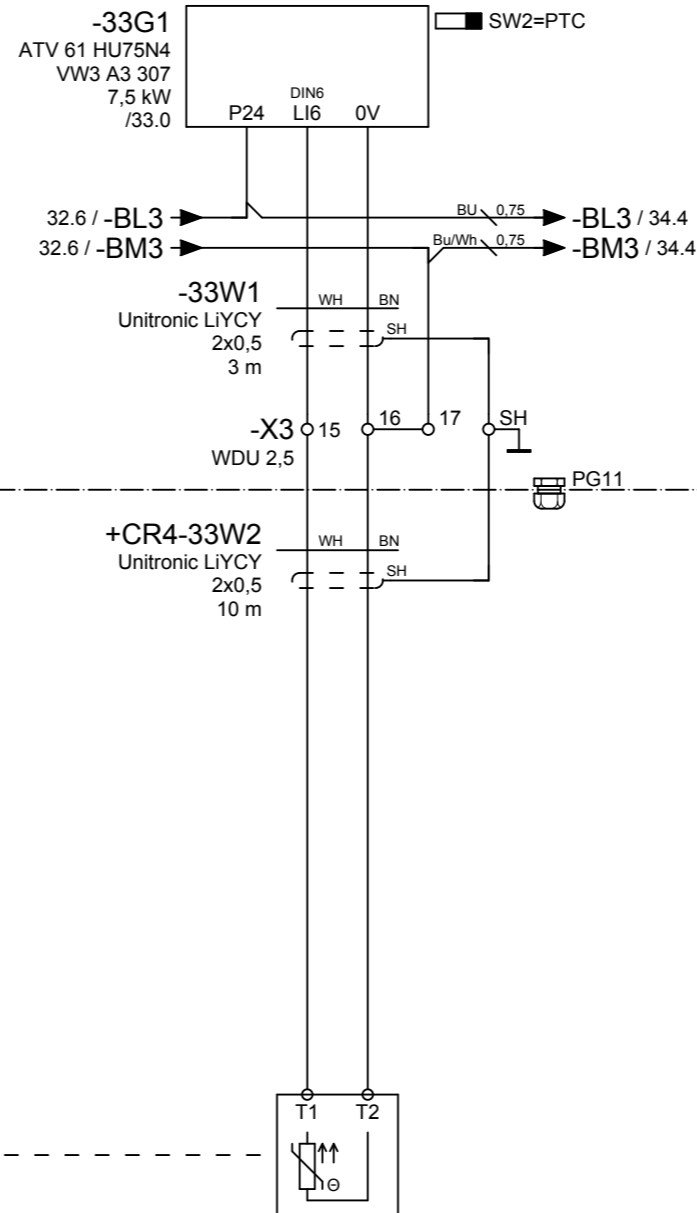 -33G1
ATV 61 HU75N4
VW3 A3 307
7,5 kW
/33.0
SW2=PTC
DIN6
P24 LI6 0V
32.6 / -BL3 BU 0,75 -BL3 / 34.4
32.6 / -BM3 Bu/Wh 0,75 -BM3 / 34.4
-33W1 WH BN
Unitronic LiYCY SH
2x0,5
3 m
-X3 15 16 17 SH
WDU 2,5
PG11
+CR4-33W2 WH BN
Unitronic LiYCY SH
2x0,5
10 m
T1 T2
Θ